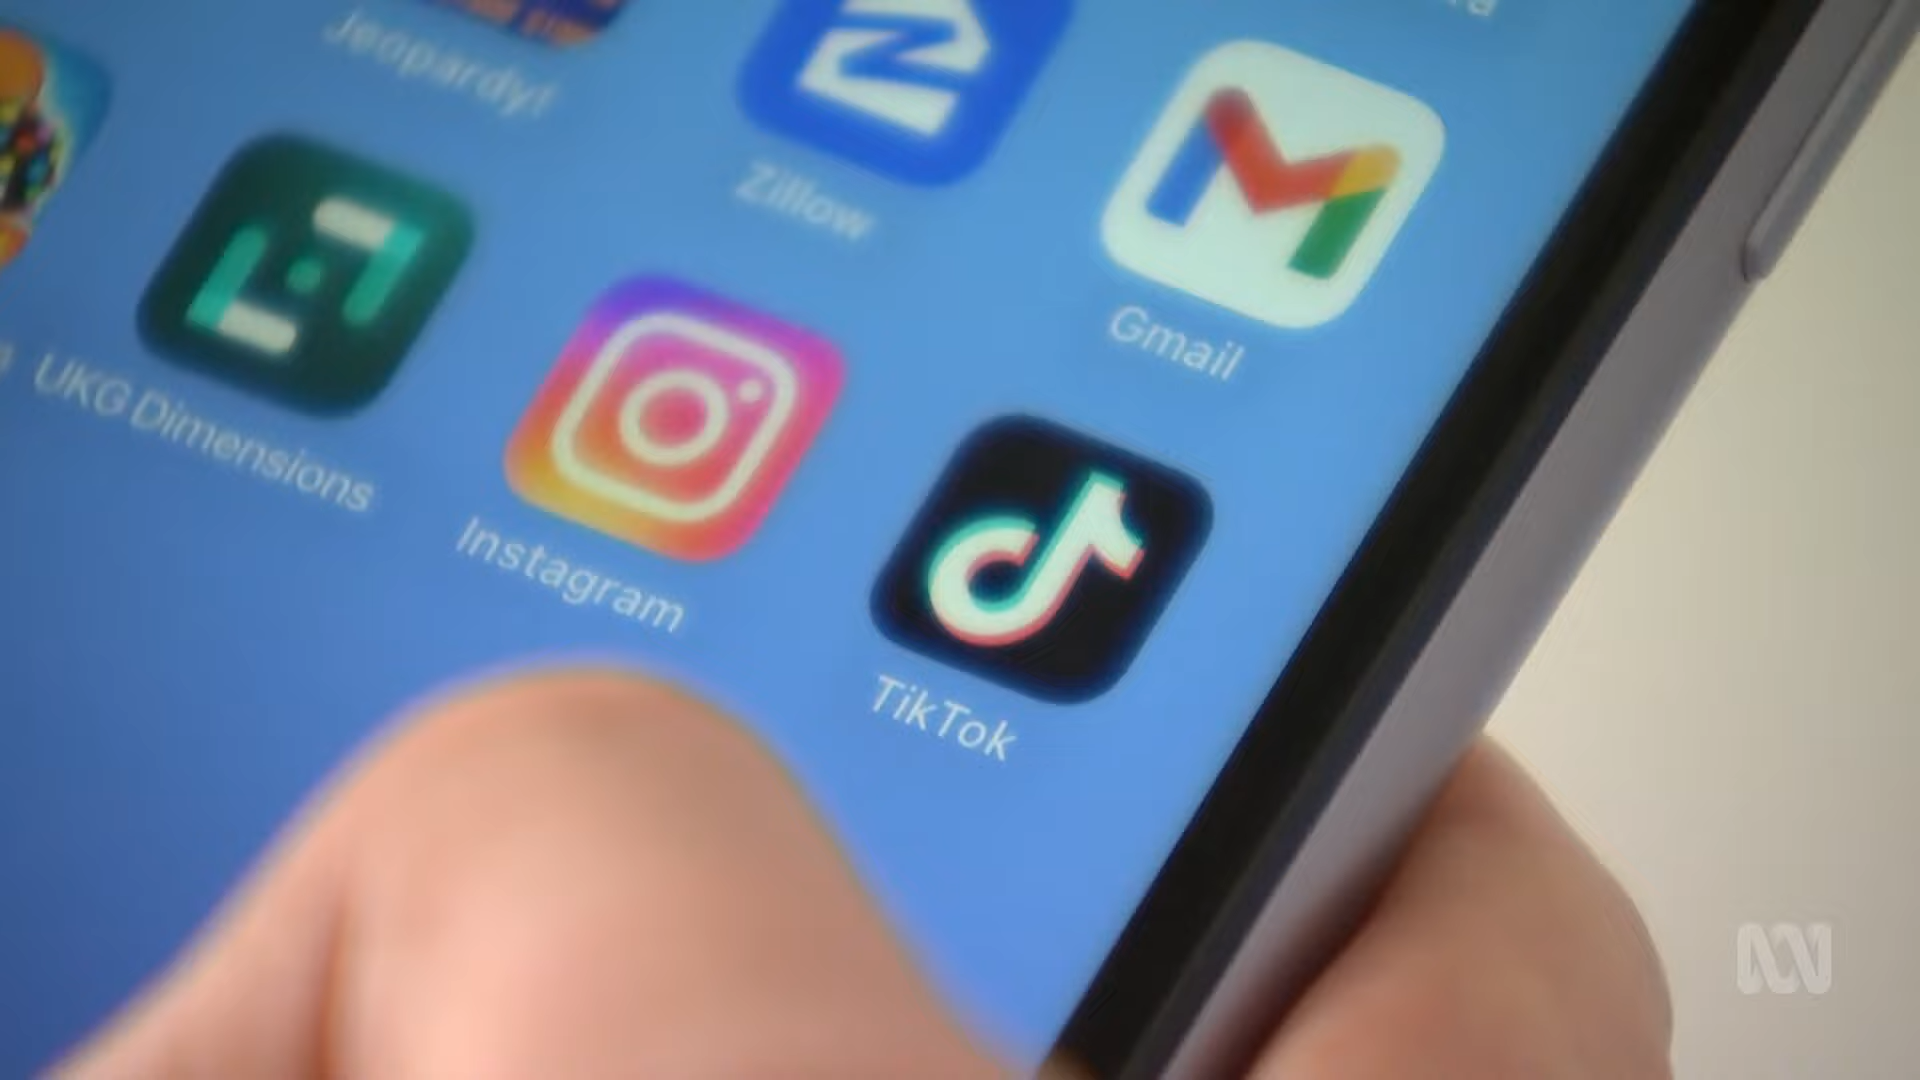 Jeopardy!
Zillow
Gmail
UKG Dimensions
Instagram
TikTok